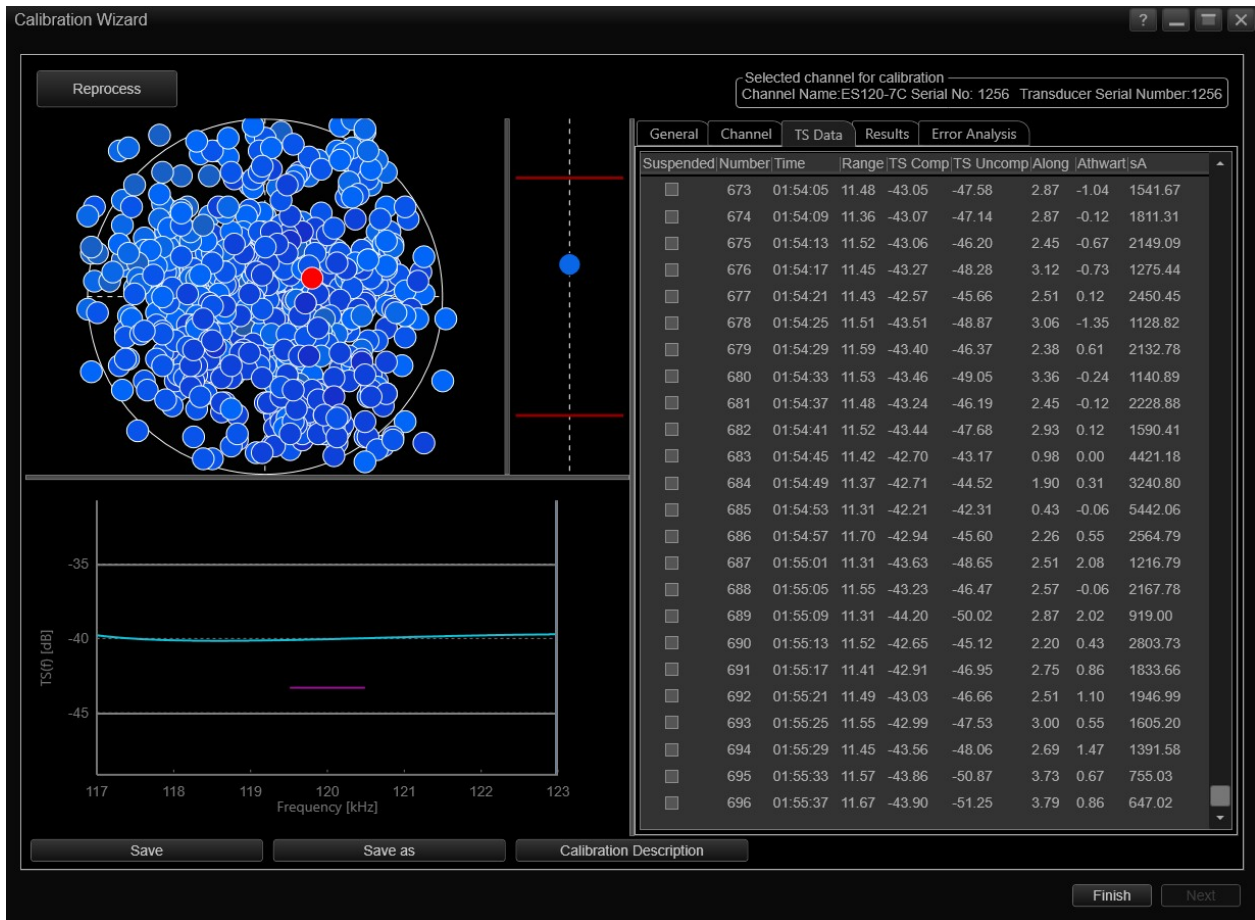 Calibration Wizard
?
Reprocess
Selected channel for calibration
Channel Name:ES120-7C Serial No: 1256 Transducer Serial Number:1256
General Channel TS Data Results Error Analysis
Suspended Number Time Range TS Comp TS Uncomp Along Athwart sA
673 01:54:05 11.48 -43.05 -47.58 2.87 -1.04 1541.67
674 01:54:09 11.36 -43.07 -47.14 2.87 -0.12 1811.31
675 01:54:13 11.52 -43.06 -46.20 2.45 -0.67 2149.09
676 01:54:17 11.45 -43.27 -48.28 3.12 -0.73 1275.44
677 01:54:21 11.43 -42.57 -45.66 2.51 0.12 2450.45
678 01:54:25 11.51 -43.51 -48.87 3.06 -1.35 1128.82
679 01:54:29 11.59 -43.40 -46.37 2.38 0.61 2132.78
680 01:54:33 11.53 -43.46 -49.05 3.36 -0.24 1140.89
681 01:54:37 11.48 -43.24 -46.19 2.45 -0.12 2228.88
682 01:54:41 11.52 -43.44 -47.68 2.93 0.12 1590.41
683 01:54:45 11.42 -42.70 -43.17 0.98 0.00 4421.18
684 01:54:49 11.37 -42.71 -44.52 1.90 0.31 3240.80
685 01:54:53 11.31 -42.21 -42.31 0.43 -0.06 5442.06
686 01:54:57 11.70 -42.94 -45.60 2.26 0.55 2564.79
687 01:55:01 11.31 -43.63 -48.65 2.51 2.08 1216.79
688 01:55:05 11.55 -43.23 -46.47 2.57 -0.06 2167.78
689 01:55:09 11.31 -44.20 -50.02 2.87 2.02 919.00
690 01:55:13 11.52 -42.65 -45.12 2.20 0.43 2803.73
691 01:55:17 11.41 -42.91 -46.95 2.75 0.86 1833.66
692 01:55:21 11.49 -43.03 -46.66 2.51 1.10 1946.99
693 01:55:25 11.55 -42.99 -47.53 3.00 0.55 1605.20
694 01:55:29 11.45 -43.56 -48.06 2.69 1.47 1391.58
695 01:55:33 11.57 -43.86 -50.87 3.73 0.67 755.03
696 01:55:37 11.67 -43.90 -51.25 3.79 0.86 647.02
-35
-40
-45
TS(f) [dB]
117 118 119 120 121 122 123
Frequency [kHz]
Save Save as Calibration Description
Finish Next